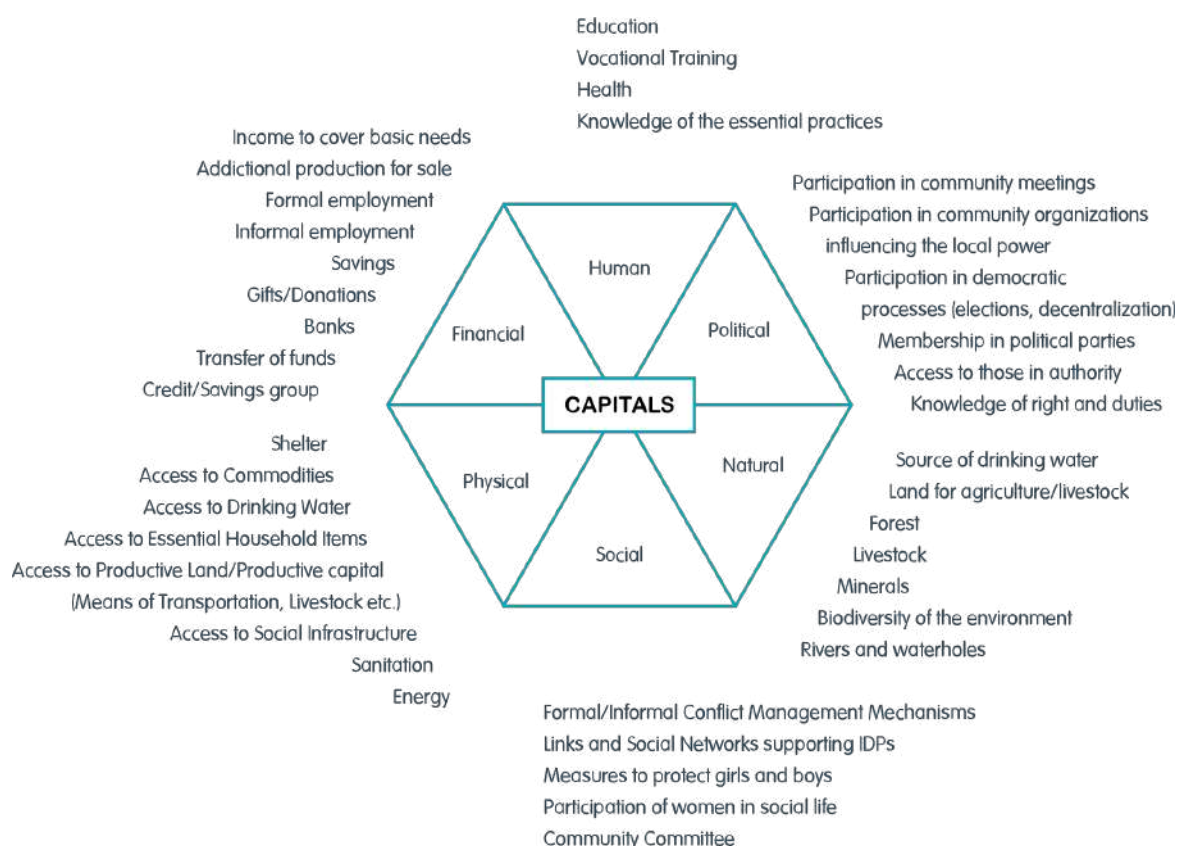 Education
Vocational Training
Health
Knowledge of the essential practices
Income to cover basic needs
Addictional production for sale
Formal employment
Informal employment
Savings
Gifts/Donations
Banks
Transfer of funds
Credit/Savings group
Participation in community meetings
Participation in community organizations
influencing the local power
Participation in democratic
processes (elections, decentralization)
Membership in political parties
Access to those in authority
Knowledge of right and duties
Human
Financial
Political
CAPITALS
Physical
Natural
Social
Shelter
Access to Commodities
Access to Drinking Water
Access to Essential Household Items
Access to Productive Land/Productive capital
(Means of Transportation, Livestock etc.)
Access to Social Infrastructure
Sanitation
Energy
Source of drinking water
Land for agriculture/livestock
Forest
Livestock
Minerals
Biodiversity of the environment
Rivers and waterholes
Formal/Informal Conflict Management Mechanisms
Links and Social Networks supporting IDPs
Measures to protect girls and boys
Participation of women in social life
Community Committee